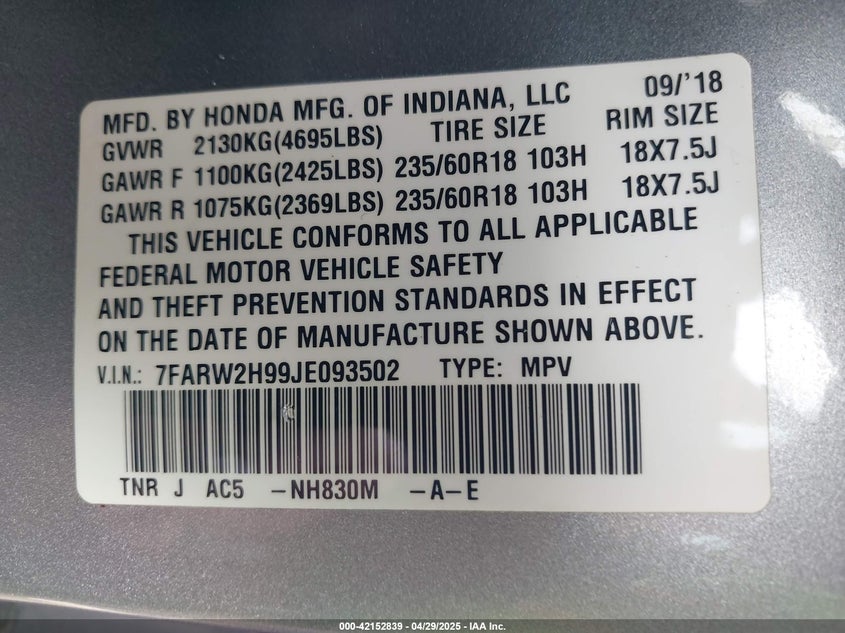 MFD. BY HONDA MFG. OF INDIANA, LLC 09/'18
GVWR 2130KG(4695LBS) TIRE SIZE RIM SIZE
GAWR F 1100KG(2425LBS) 235/60R18 103H 18X7.5J
GAWR R 1075KG(2369LBS) 235/60R18 103H 18X7.5J
THIS VEHICLE CONFORMS TO ALL APPLICABLE
FEDERAL MOTOR VEHICLE SAFETY
AND THEFT PREVENTION STANDARDS IN EFFECT
ON THE DATE OF MANUFACTURE SHOWN ABOVE.
V.I.N.: 7FARW2H99JE093502 TYPE: MPV
TNR J AC5 -NH830M -A-E
000-42152839 | 04/29/2025 - IAA Inc.